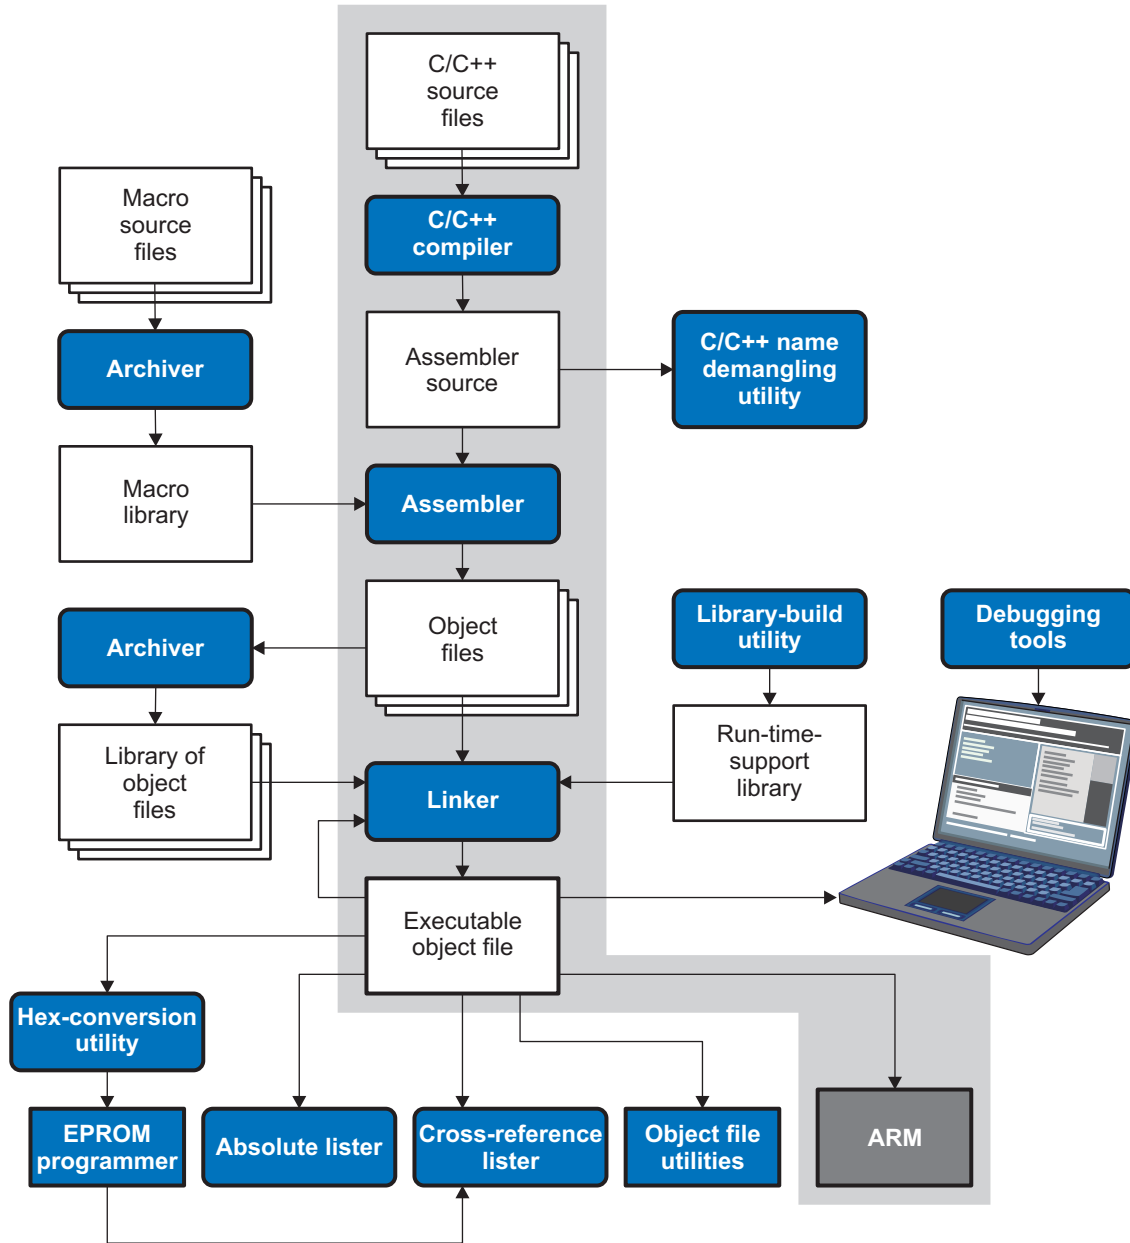 C/C++
source
files
Macro
source
files
C/C++
compiler
Archiver
Assembler
source
C/C++ name
demangling
utility
Macro
library
Assembler
Archiver
Object
files
Library-build
utility
Debugging
tools
Library of
object
files
Linker
Run-time-
support
library
Executable
object file
Hex-conversion
utility
EPROM
programmer
Absolute lister
Cross-reference
lister
Object file
utilities
ARM